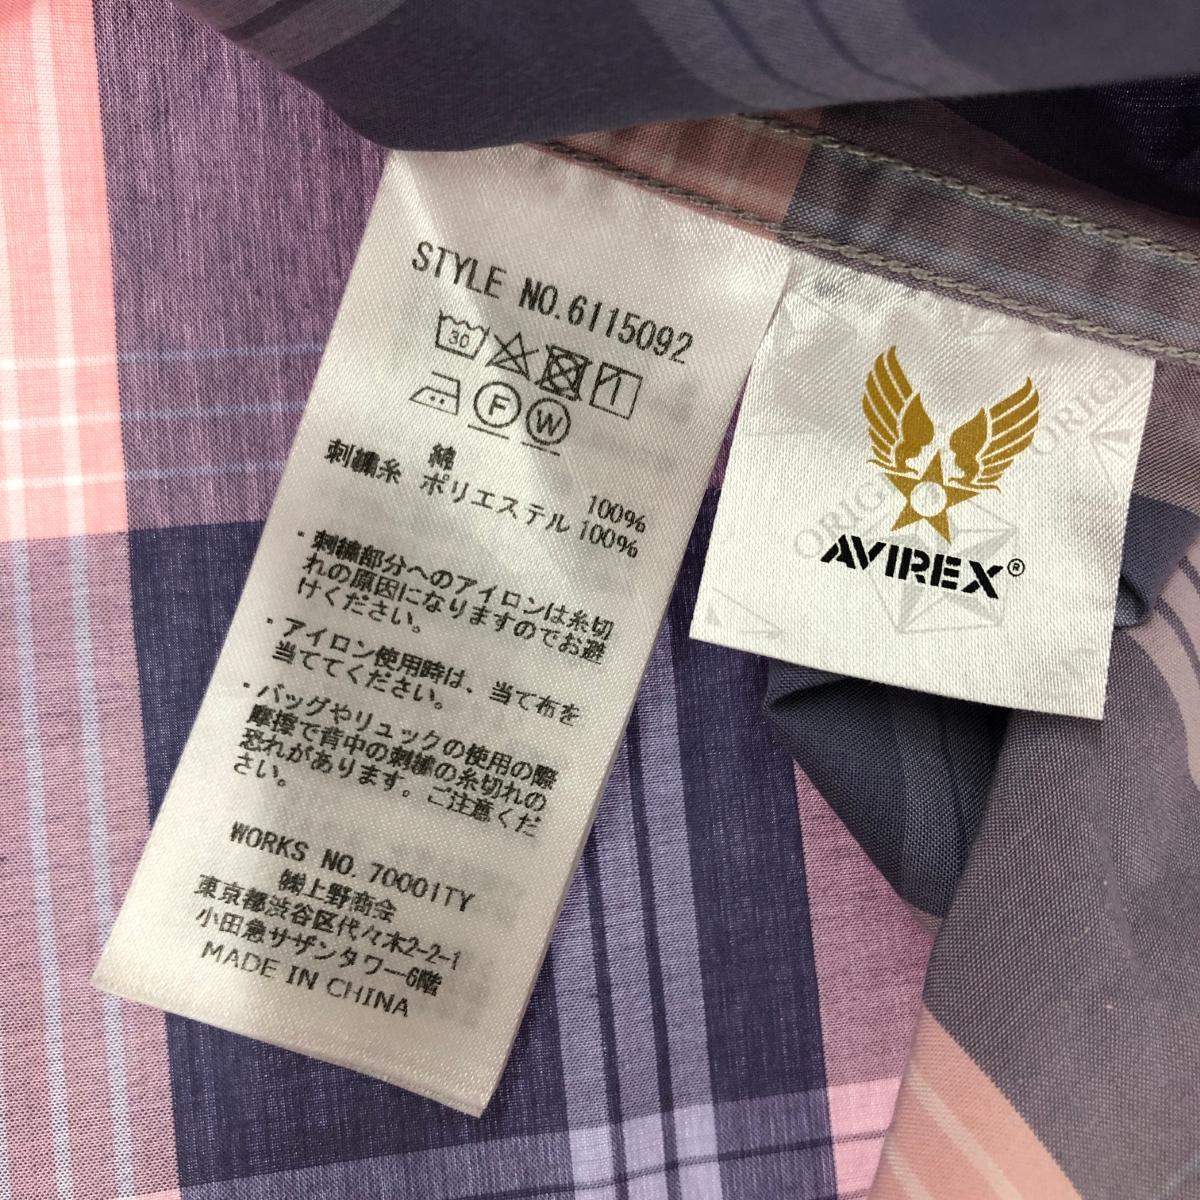 STYLE NO.6115092
30
F W
綿 100%
刺繍糸 ポリエステル 100%
・刺繍部分へのアイロンは糸切
れの原因になりますのでお避
けください。
・アイロン使用時は、当て布を
当ててください。
・バッグやリュックの使用の際
摩擦で背中の刺繍の糸切れの
恐れがあります。ご注意くだ
さい。
WORKS NO. 70001TY
㈱上野商会
東京都渋谷区代々木2-2-1
小田急サザンタワー6階
MADE IN CHINA
ORIGI
ORIGI
AVIREX®